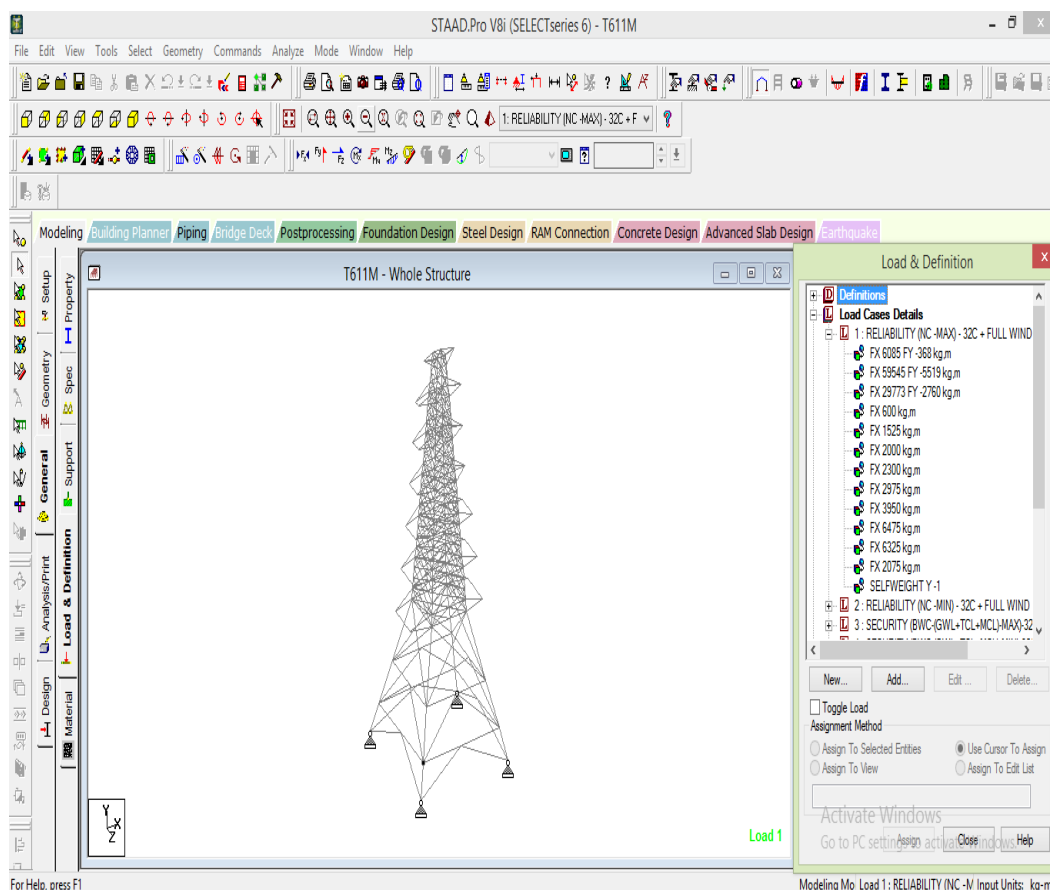 STAAD.Pro V8i (SELECTseries 6) - T611M
File Edit View Tools Select Geometry Commands Analyze Mode Window Help
1: RELIABILITY (NC -MAX) - 32C + F
Modeling Building Planner Piping Bridge Deck Postprocessing Foundation Design Steel Design RAM Connection Concrete Design Advanced Slab Design Earthquake
Setup
Geometry
General
Analysis/Print
Design
Property
Spec
Support
Load & Definition
Material
T611M - Whole Structure
Y
X
Z
Load 1
Load & Definition
Definitions
Load Cases Details
1 : RELIABILITY (NC -MAX) - 32C + FULL WIND
FX 6085 FY -368 kg,m
FX 59545 FY -5519 kg,m
FX 29773 FY -2760 kg,m
FX 600 kg,m
FX 1525 kg,m
FX 2000 kg,m
FX 2300 kg,m
FX 2975 kg,m
FX 3950 kg,m
FX 6475 kg,m
FX 6325 kg,m
FX 2075 kg,m
SELFWEIGHT Y -1
2 : RELIABILITY (NC -MIN) - 32C + FULL WIND
3 : SECURITY (BWC-(GWL+TCL+MCL)-MAX)-32
New... Add... Edit ... Delete...
Toggle Load
Assignment Method
Assign To Selected Entities Use Cursor To Assign
Assign To View Assign To Edit List
Activate Windows
Go to PC settings to activate Windows.
Assign Close Help
For Help, press F1
Modeling Mo Load 1 : RELIABILITY (NC -M Input Units: kg-m